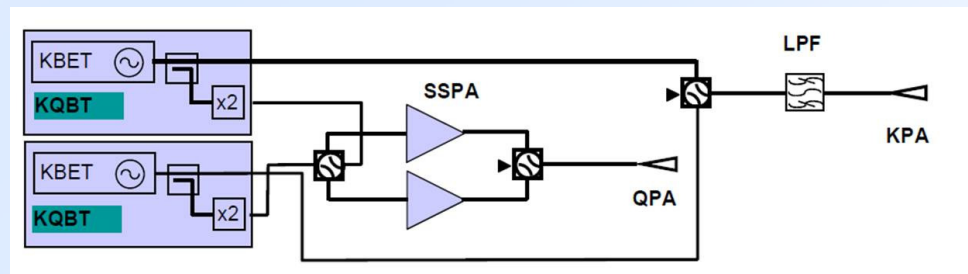 KBET
KQBT
x2
KBET
KQBT
x2
SSPA
QPA
LPF
KPA